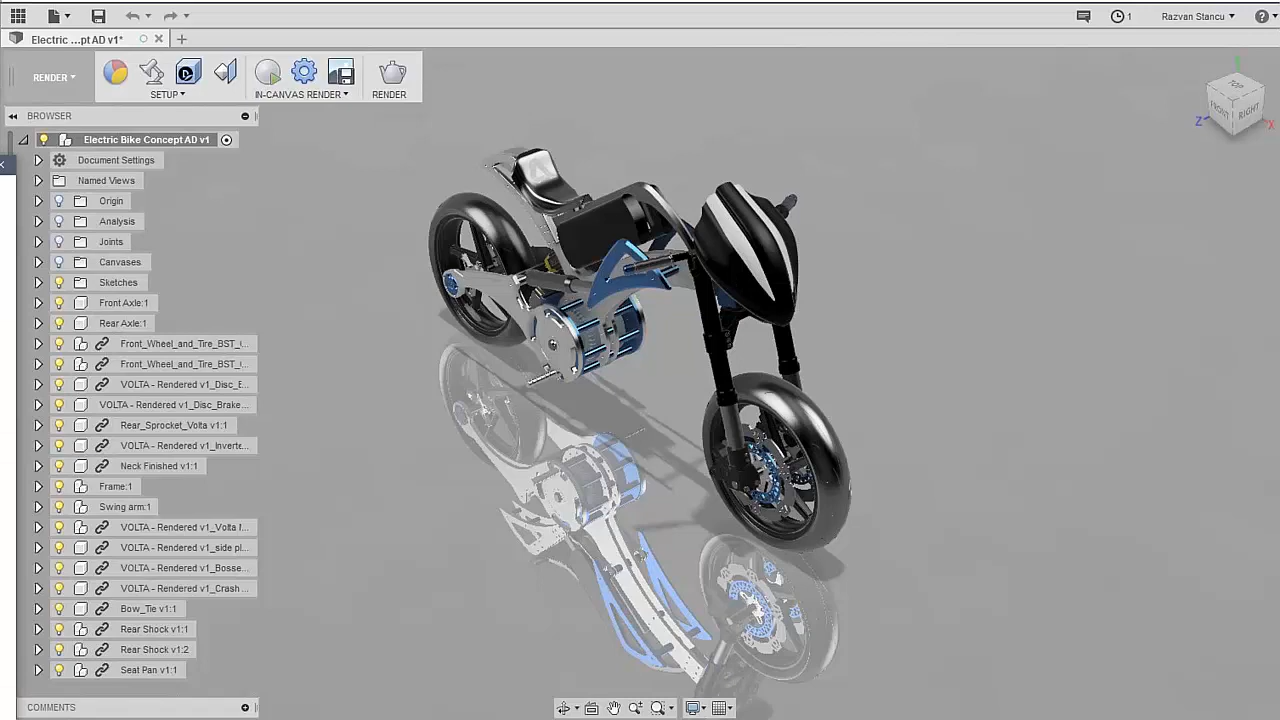 1
Razvan Stancu
Electric ...pt AD v1*
RENDER
SETUP
IN-CANVAS RENDER
RENDER
TOP
FRONT
RIGHT
Z
X
BROWSER
Electric Bike Concept AD v1
Document Settings
Named Views
Origin
Analysis
Joints
Canvases
Sketches
Front Axle:1
Rear Axle:1
Front_Wheel_and_Tire_BST_(...
Front_Wheel_and_Tire_BST_(...
VOLTA - Rendered v1_Disc_E...
VOLTA - Rendered v1_Disc_Brake...
Rear_Sprocket_Volta v1:1
VOLTA - Rendered v1_Inverte...
Neck Finished v1:1
Frame:1
Swing arm:1
VOLTA - Rendered v1_Volta M...
VOLTA - Rendered v1_side pl...
VOLTA - Rendered v1_Bosse...
VOLTA - Rendered v1_Crash ...
Bow_Tie v1:1
Rear Shock v1:1
Rear Shock v1:2
Seat Pan v1:1
COMMENTS